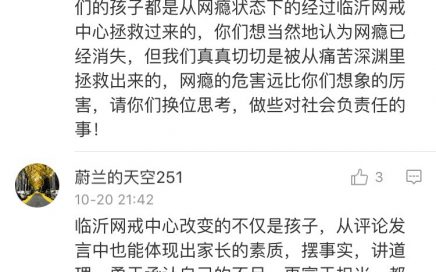 们的孩子都是从网瘾状态下的经过临沂网戒
中心拯救过来的，你们想当然地认为网瘾已
经消失，但我们真真切切是被从痛苦深渊里
拯救出来的，网瘾的危害远比你们想象的厉
害，请你们换位思考，做些对社会负责任的
事！
蔚兰的天空251
3
10-20 21:42
临沂网戒中心改变的不仅是孩子，从评论发
言中也能体现出家长的素质，摆事实，讲道